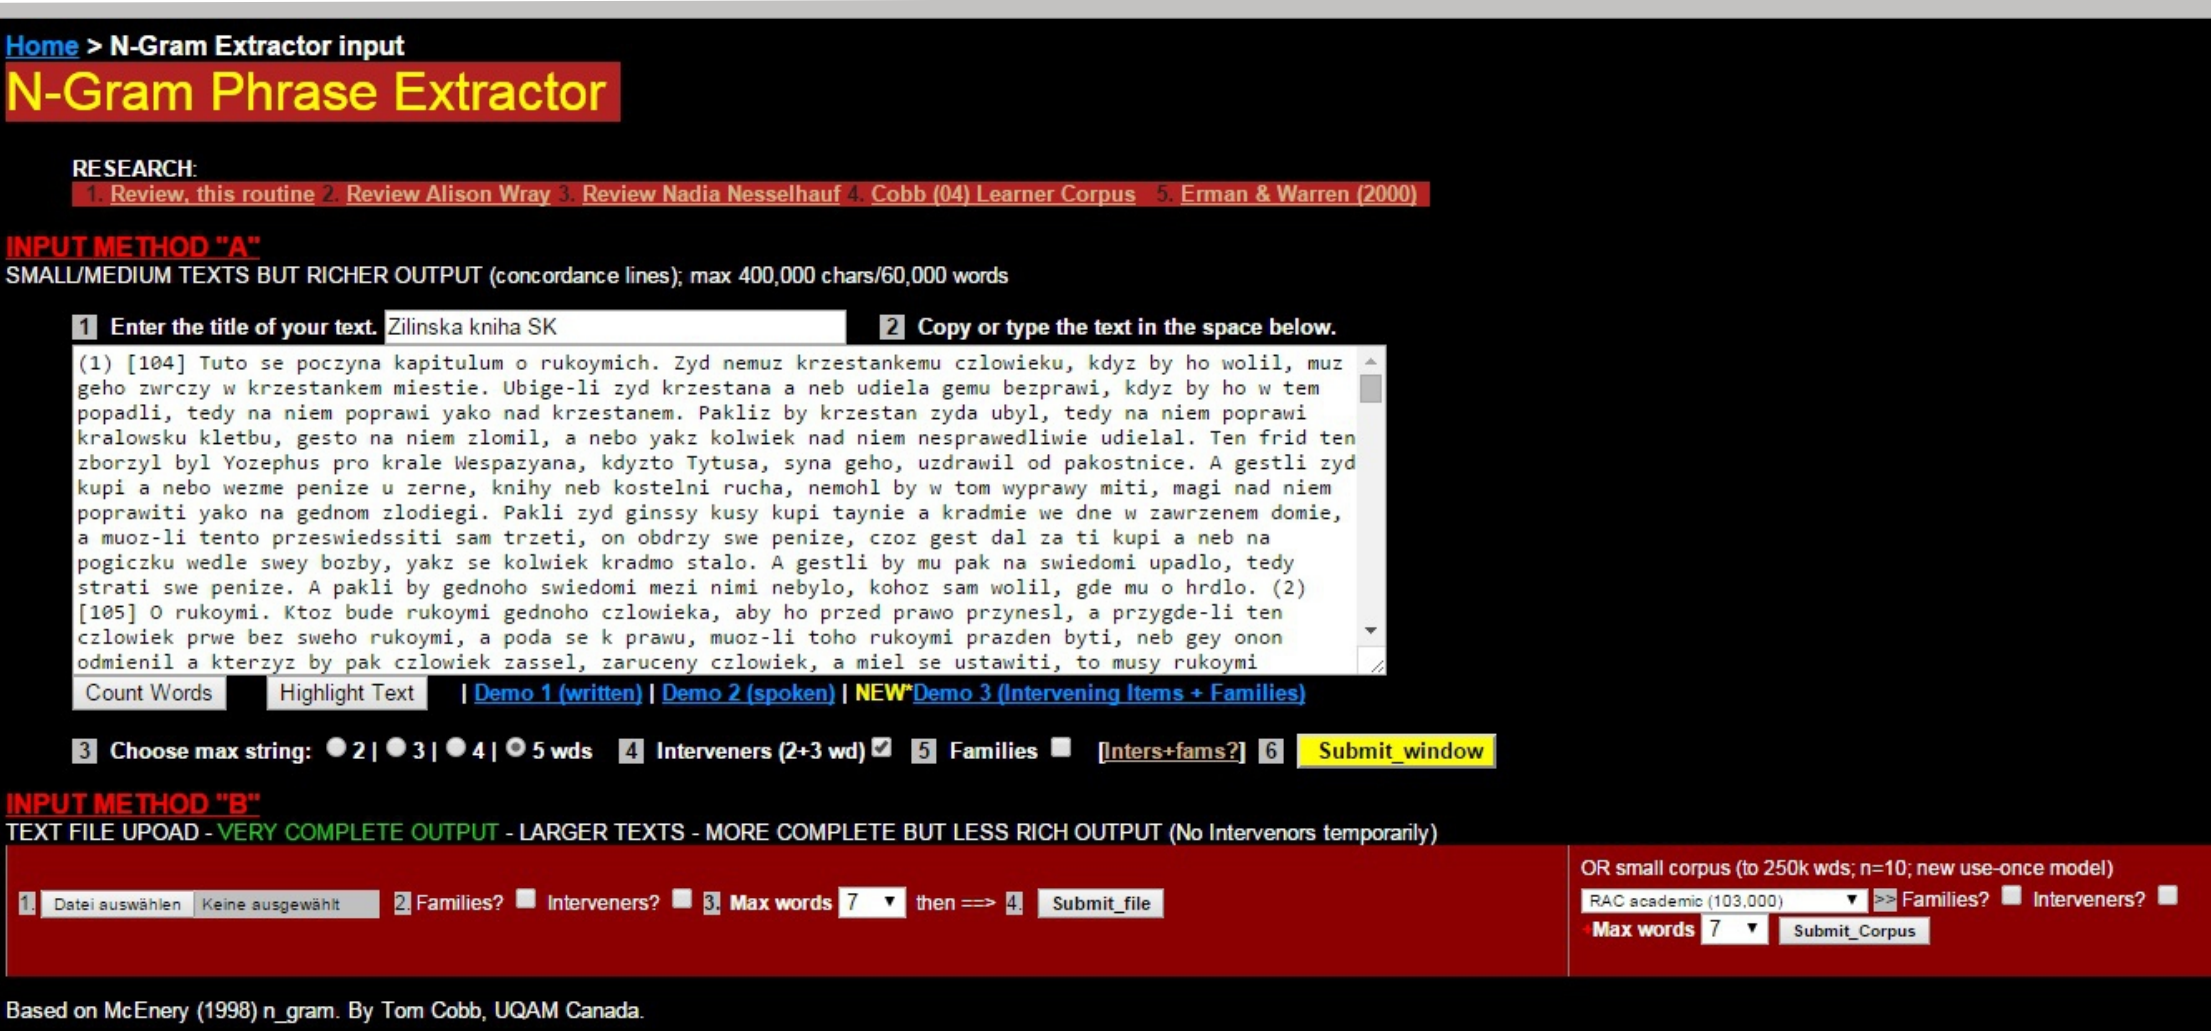 Home > N-Gram Extractor input
N-Gram Phrase Extractor
RESEARCH:
1. Review, this routine 2. Review Alison Wray 3. Review Nadia Nesselhauf 4. Cobb (04) Learner Corpus 5. Erman & Warren (2000)
INPUT METHOD "A"
SMALL/MEDIUM TEXTS BUT RICHER OUTPUT (concordance lines); max 400,000 chars/60,000 words
1 Enter the title of your text. Zilinska kniha SK 2 Copy or type the text in the space below.
(1) [104] Tuto se poczyna kapitulum o rukoymich. Zyd nemuz krzestankemu czlowieku, kdyz by ho wolil, muz
geho zwrczy w krzestankem miestie. Ubige-li zyd krzestana a neb udiela gemu bezprawi, kdyz by ho w tem
popadli, tedy na niem poprawi yako nad krzestanem. Pakliz by krzestan zyda ubyl, tedy na niem poprawi
kralowsku kletbu, gesto na niem zlomil, a nebo yakz kolwiek nad niem nesprawedliwie udielal. Ten frid ten
zborzyl byl Yozephus pro krale Wespazyana, kdyzto Tytusa, syna geho, uzdrawil od pakostnice. A gestli zyd
kupi a nebo wezme penize u zerne, knihy neb kostelni rucha, nemohl by w tom wyprawy miti, magi nad niem
poprawiti yako na gednom zlodiegi. Pakli zyd ginssy kusy kupi taynie a kradmie we dne w zawrzenem domie,
a muoz-li tento przeswiedssiti sam trzeti, on obdrzy swe penize, czoz gest dal za ti kupi a neb na
pogiczku wedle swey bozby, yakz se kolwiek kradmo stalo. A gestli by mu pak na swiedomi upadlo, tedy
strati swe penize. A pakli by gednoho swiedomi mezi nimi nebylo, kohoz sam wolil, gde mu o hrdlo. (2)
[105] O rukoymi. Ktoz bude rukoymi gednoho czlowieka, aby ho przed prawo przynesl, a przygde-li ten
czlowiek prwe bez sweho rukoymi, a poda se k prawu, muoz-li toho rukoymi prazden byti, neb gey onon
odmienil a kterzyz by pak czlowiek zassel, zaruceny czlowiek, a miel se ustawiti, to musy rukoymi
Count Words Highlight Text | Demo 1 (written) | Demo 2 (spoken) | NEW*Demo 3 (Intervening Items + Families)
3 Choose max string: 2 | 3 | 4 | 5 wds 4 Interveners (2+3 wd) 5 Families [Inters+fams?] 6 Submit_window
INPUT METHOD "B"
TEXT FILE UPOAD - VERY COMPLETE OUTPUT - LARGER TEXTS - MORE COMPLETE BUT LESS RICH OUTPUT (No Intervenors temporarily)
1. Datei auswählen Keine ausgewählt 2. Families? Interveners? 3. Max words 7 then ==> 4. Submit_file
OR small corpus (to 250k wds; n=10; new use-once model)
RAC academic (103,000) >> Families? Interveners?
+Max words 7 Submit_Corpus
Based on McEnery (1998) n_gram. By Tom Cobb, UQAM Canada.